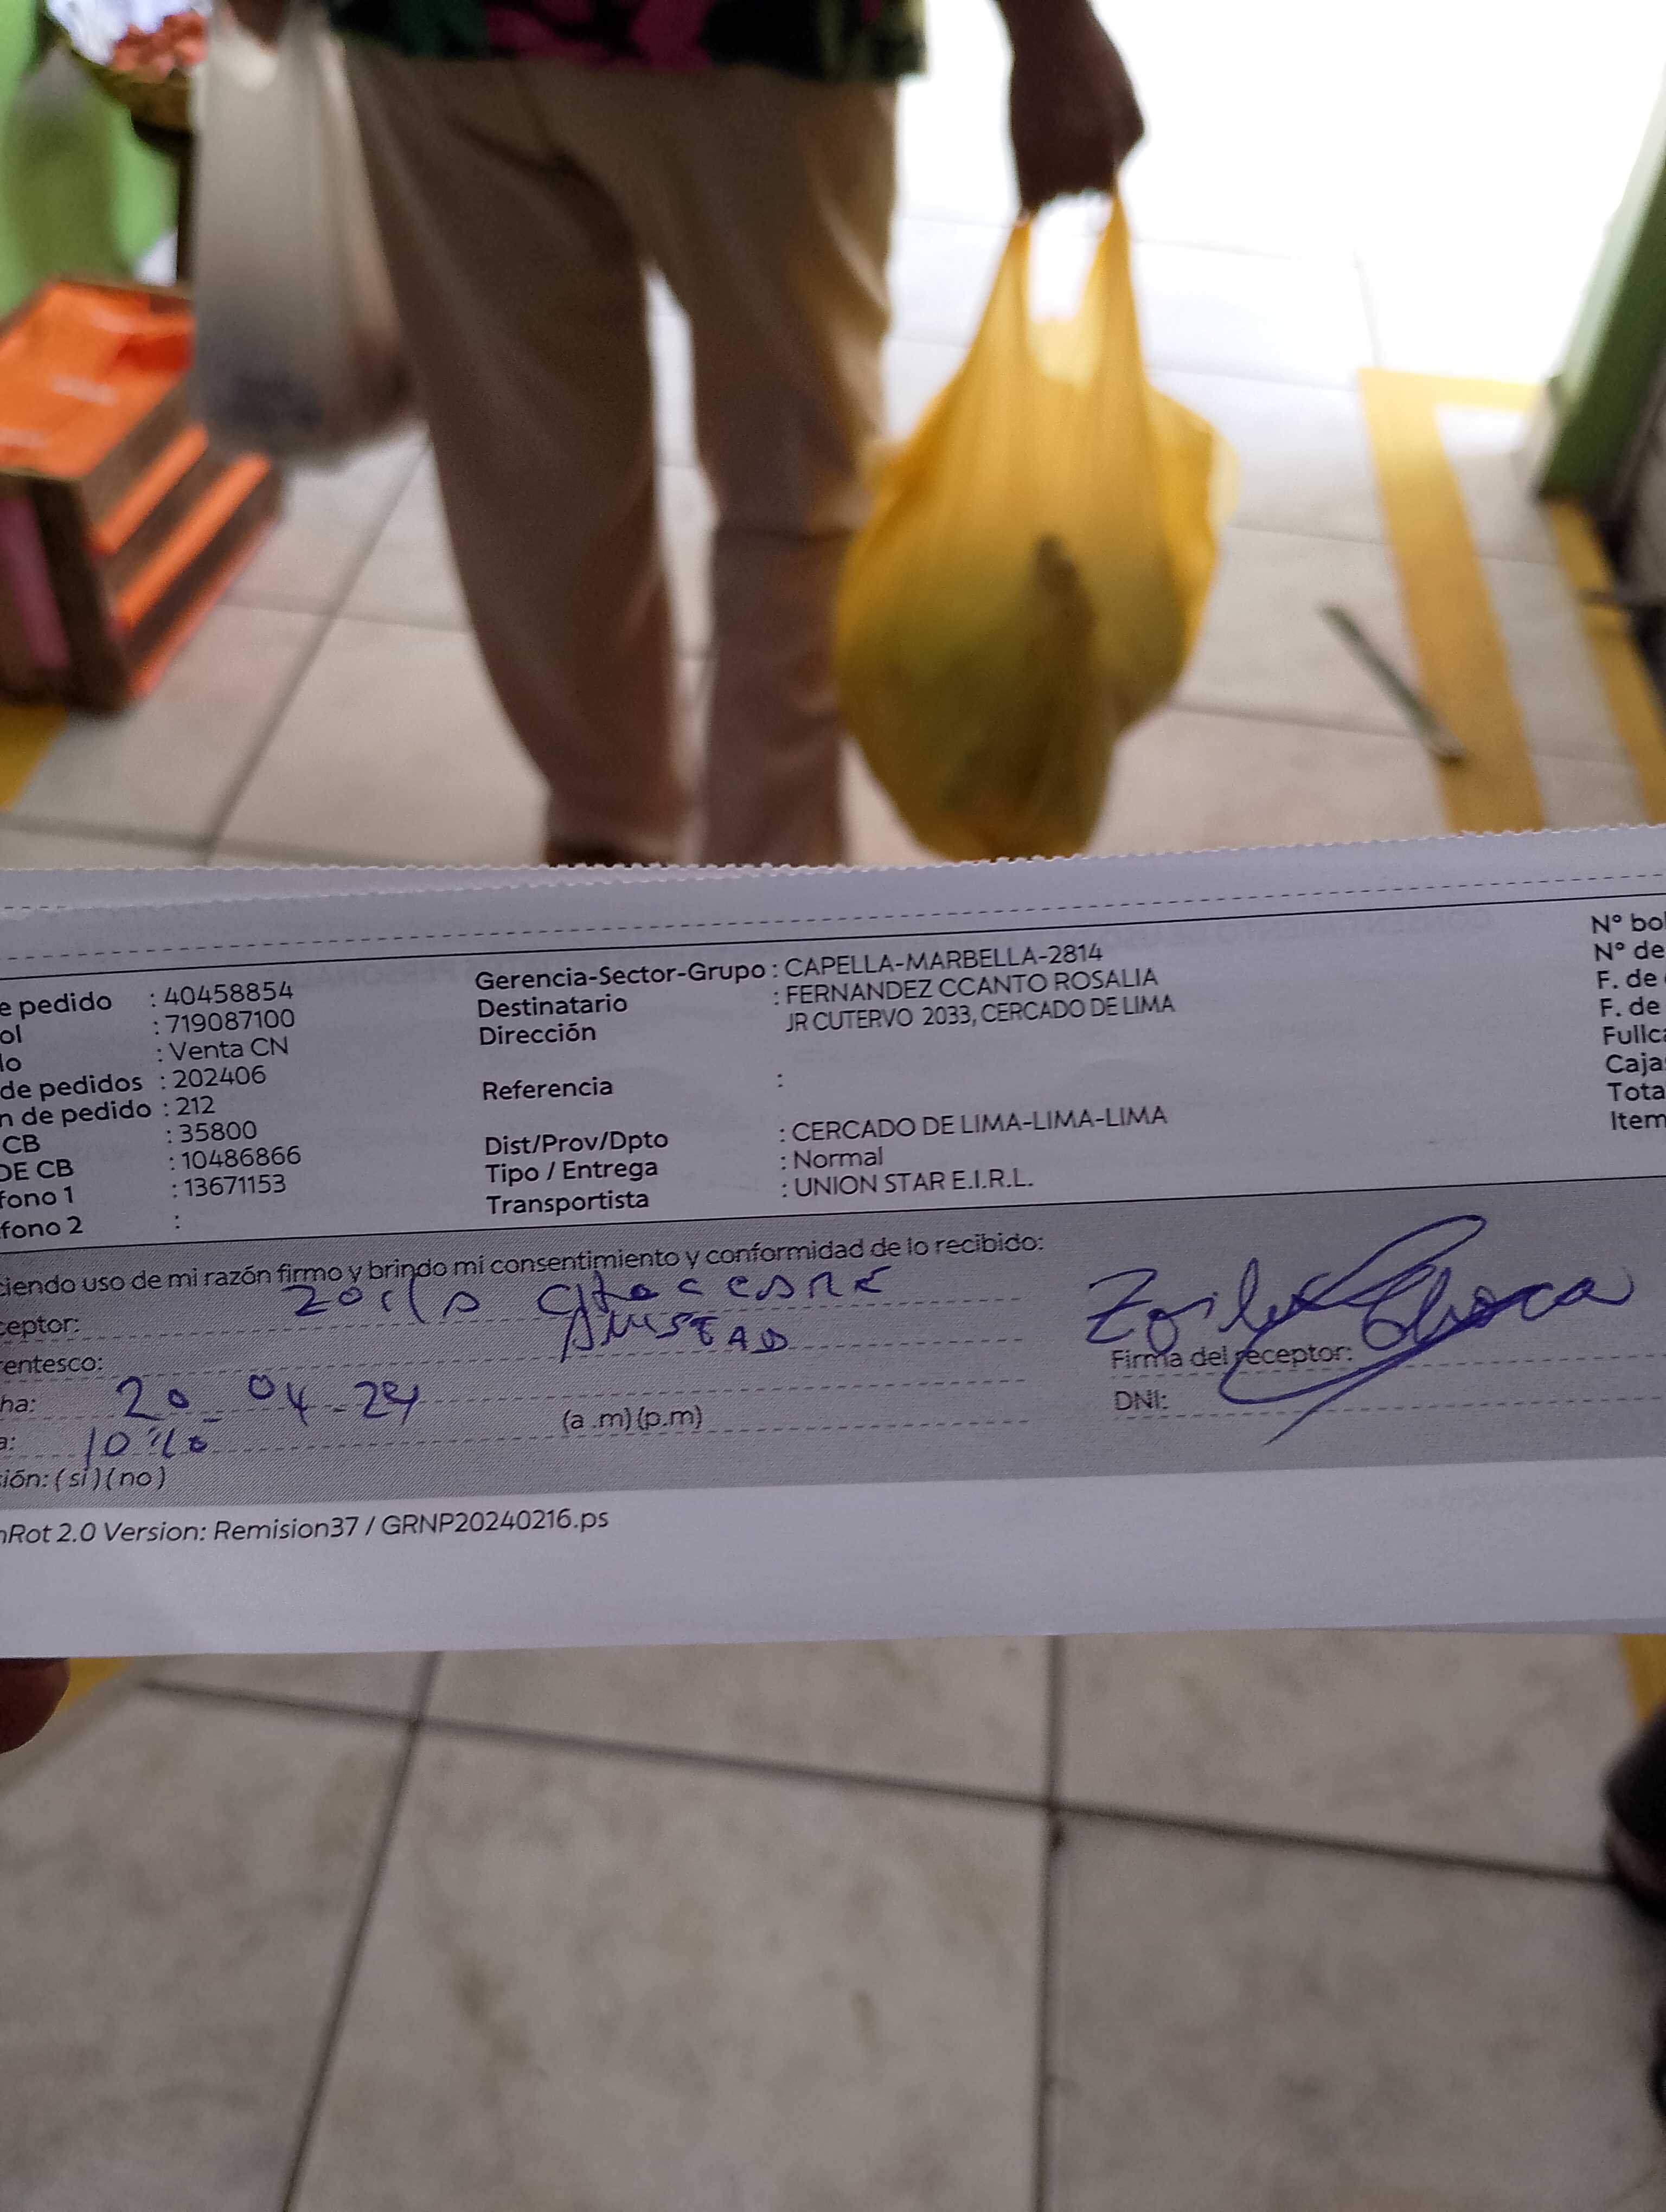 e pedido : 40458854
ol : 719087100
lo : Venta CN
de pedidos : 202406
n de pedido : 212
CB : 35800
DE CB : 10486866
fono 1 : 13671153
fono 2 :
Gerencia-Sector-Grupo : CAPELLA-MARBELLA-2814
Destinatario : FERNANDEZ CCANTO ROSALIA
Dirección JR CUTERVO 2033, CERCADO DE LIMA
Referencia :
Dist/Prov/Dpto : CERCADO DE LIMA-LIMA-LIMA
Tipo / Entrega : Normal
Transportista : UNION STAR E.I.R.L.
N° bol
N° de
F. de
F. de
Fullca
Caja
Tota
Item
ciendo uso de mi razón firmo y brindo mi consentimiento y conformidad de lo recibido:
ceptor: Zoila
rentesco: Amistad
ha: 20-04-24
a: 10 (a .m)(p.m)
ión: (si)(no)
Zoila
Firma del receptor:
DNI:
nRot 2.0 Version: Remision37 / GRNP20240216.ps